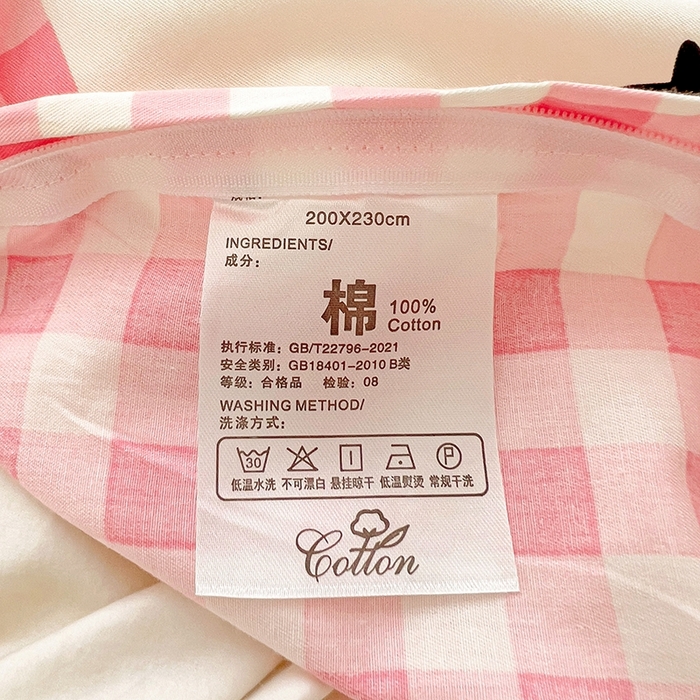 200X230cm
INGREDIENTS/
成分：
棉 100% Cotton
执行标准：GB/T22796-2021
安全类别：GB18401-2010 B类
等级：合格品 检验：08
WASHING METHOD/
洗涤方式：
30 P
低温水洗 不可漂白 悬挂晾干 低温熨烫 常规干洗
Cotton